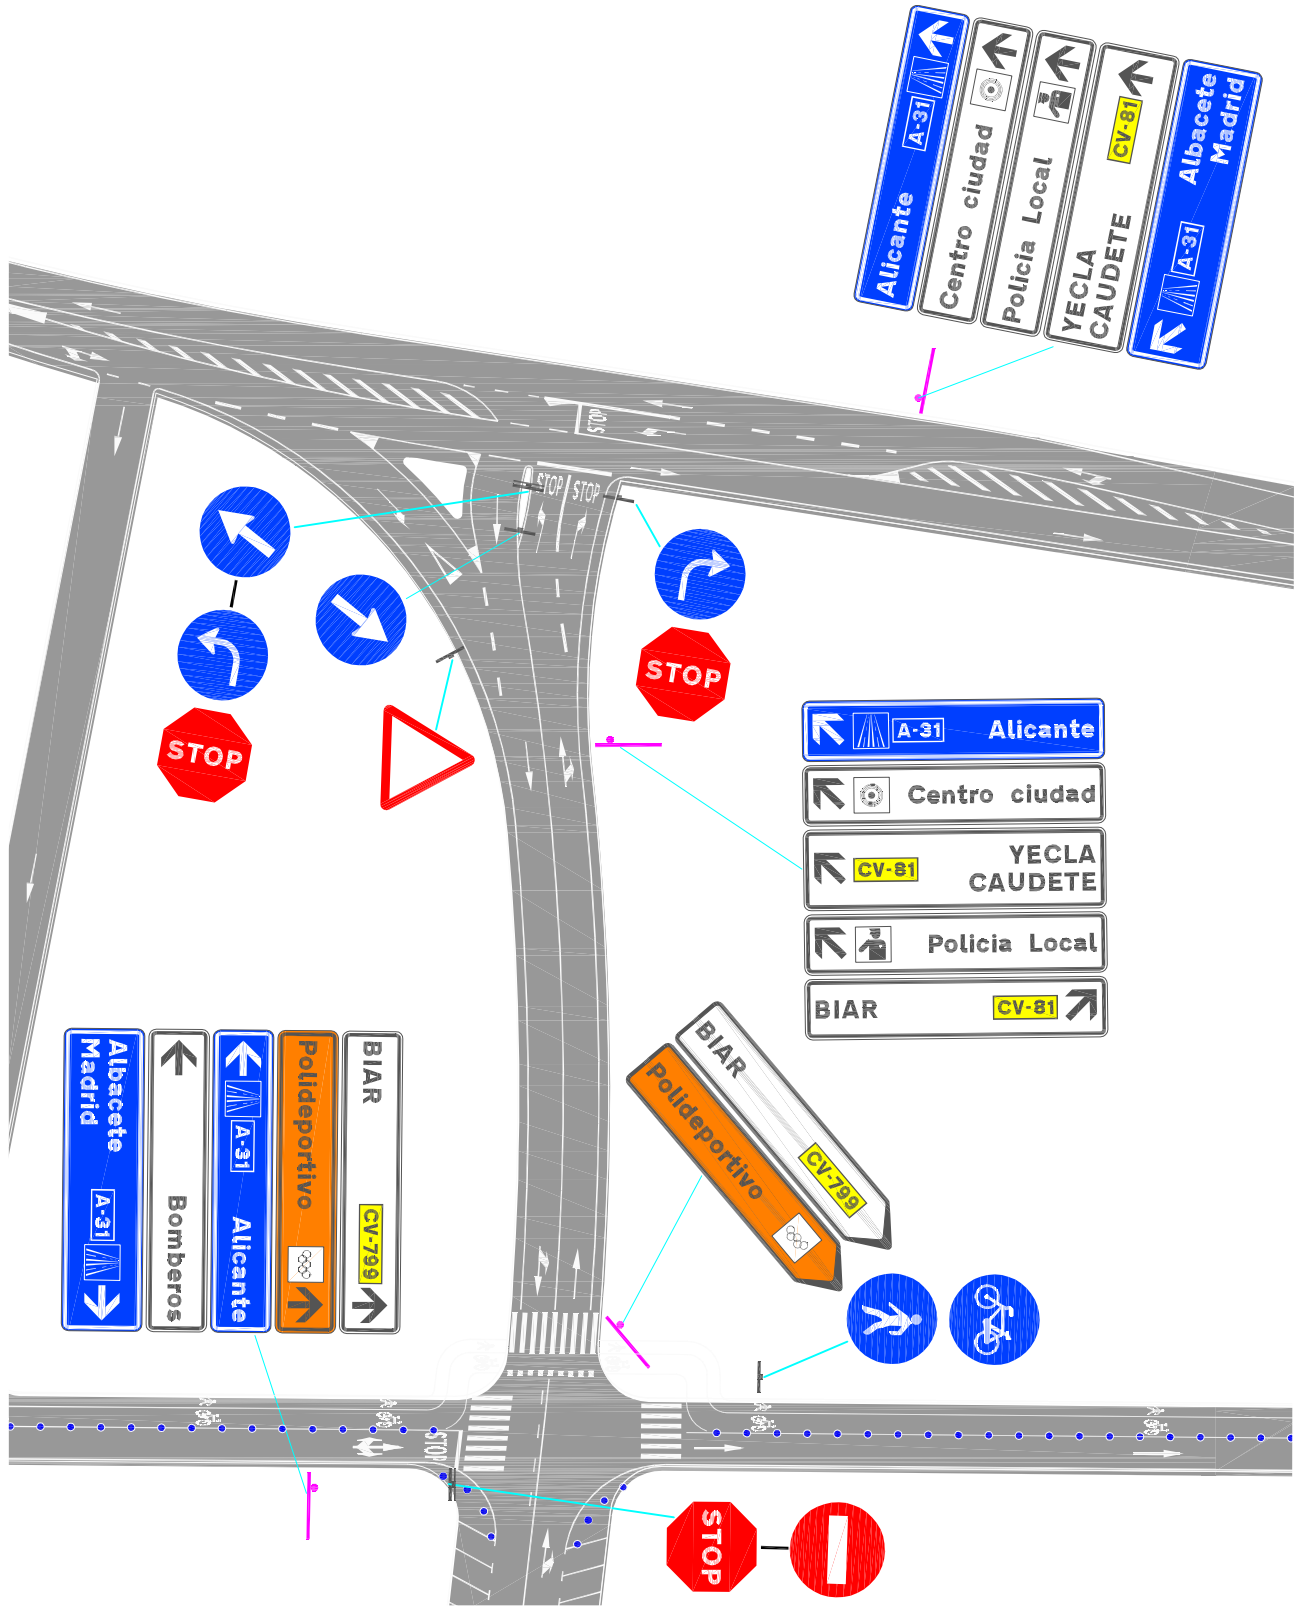 Alicante A-31
Centro ciudad
Policia Local
YECLA CV-81
CAUDETE
Albacete
Madrid
A-31
STOP
STOP STOP
STOP
STOP
A-31 Alicante
Centro ciudad
CV-81 YECLA
CAUDETE
Policia Local
BIAR CV-81
BIAR CV-799
Polideportivo
BIAR CV-799
Polideportivo
A-31 Alicante
Bomberos
Albacete
Madrid
A-31
STOP
STOP